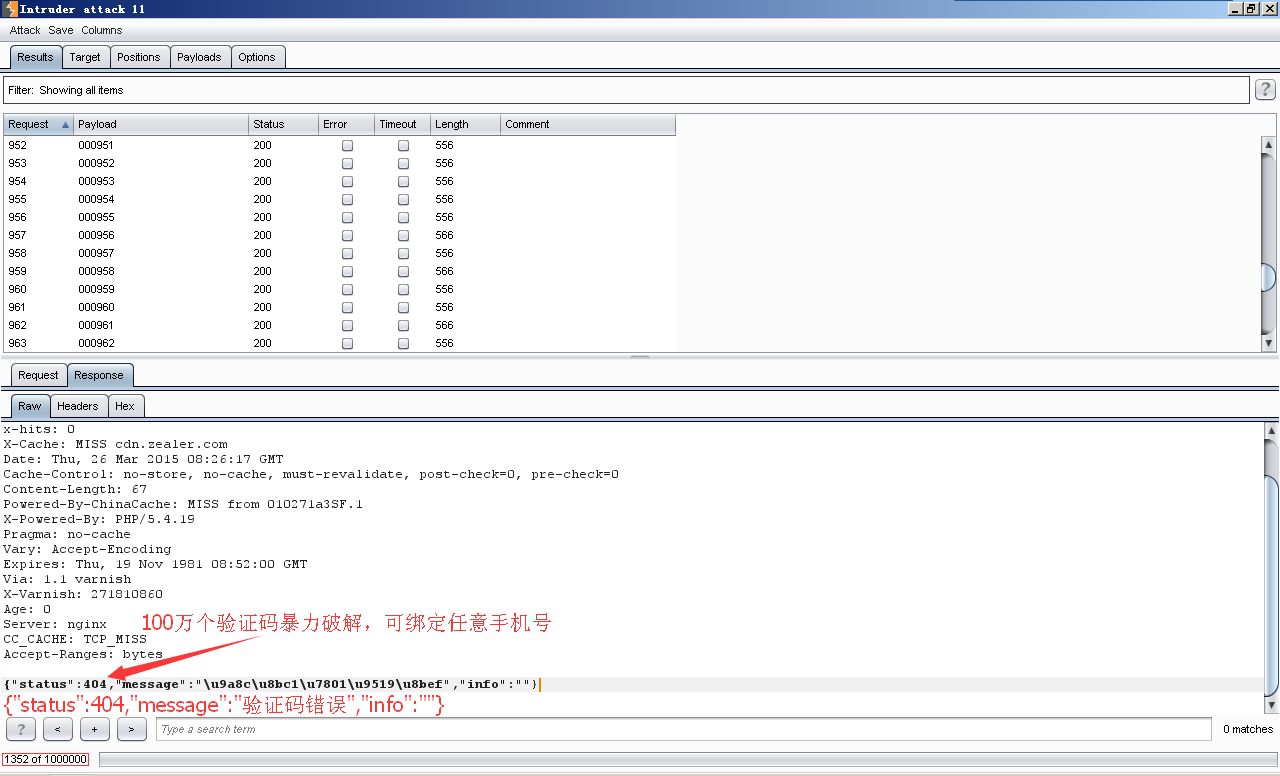 Intruder attack 11
Attack Save Columns
Results Target Positions Payloads Options
Filter: Showing all items
?
Request Payload Status Error Timeout Length Comment
952 000951 200 556
953 000952 200 556
954 000953 200 556
955 000954 200 556
956 000955 200 556
957 000956 200 566
958 000957 200 556
959 000958 200 566
960 000959 200 556
961 000960 200 556
962 000961 200 566
963 000962 200 556
Request Response
Raw Headers Hex
x-hits: 0
X-Cache: MISS cdn.zealer.com
Date: Thu, 26 Mar 2015 08:26:17 GMT
Cache-Control: no-store, no-cache, must-revalidate, post-check=0, pre-check=0
Content-Length: 67
Powered-By-ChinaCache: MISS from 010271a3SF.1
X-Powered-By: PHP/5.4.19
Pragma: no-cache
Vary: Accept-Encoding
Expires: Thu, 19 Nov 1981 08:52:00 GMT
Via: 1.1 varnish
X-Varnish: 271810860
Age: 0
Server: nginx
100万个验证码暴力破解，可绑定任意手机号
CC_CACHE: TCP_MISS
Accept-Ranges: bytes
{"status":404,"message":"\u9a8c\u8bc1\u7801\u9519\u8bef","info":""}
{"status":404,"message":"验证码错误","info":""}
? < + > Type a search term 0 matches
1352 of 1000000